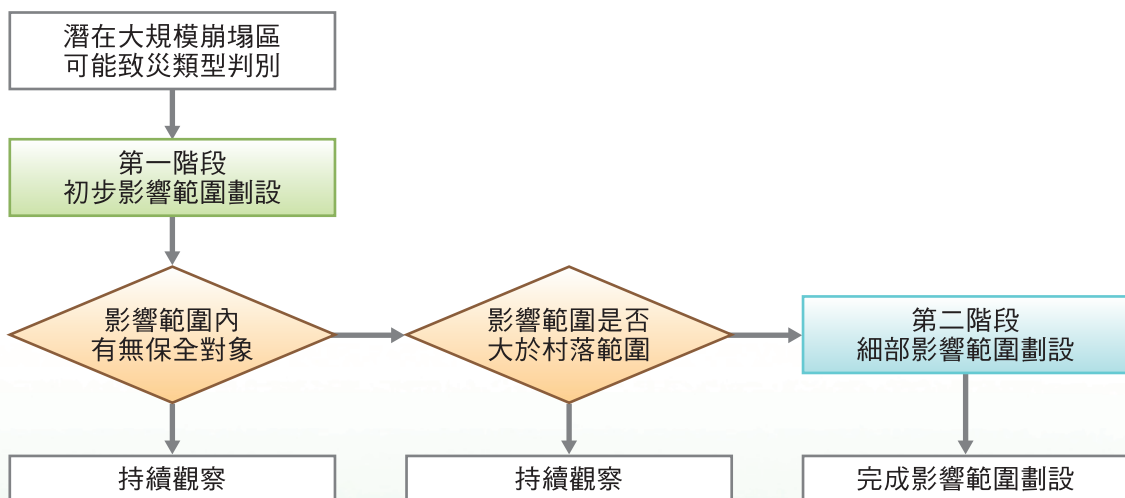 潛在大規模崩塌區
可能致災類型判別
第一階段
初步影響範圍劃設
影響範圍內
有無保全對象
影響範圍是否
大於村落範圍
第二階段
細部影響範圍劃設
持續觀察
持續觀察
完成影響範圍劃設